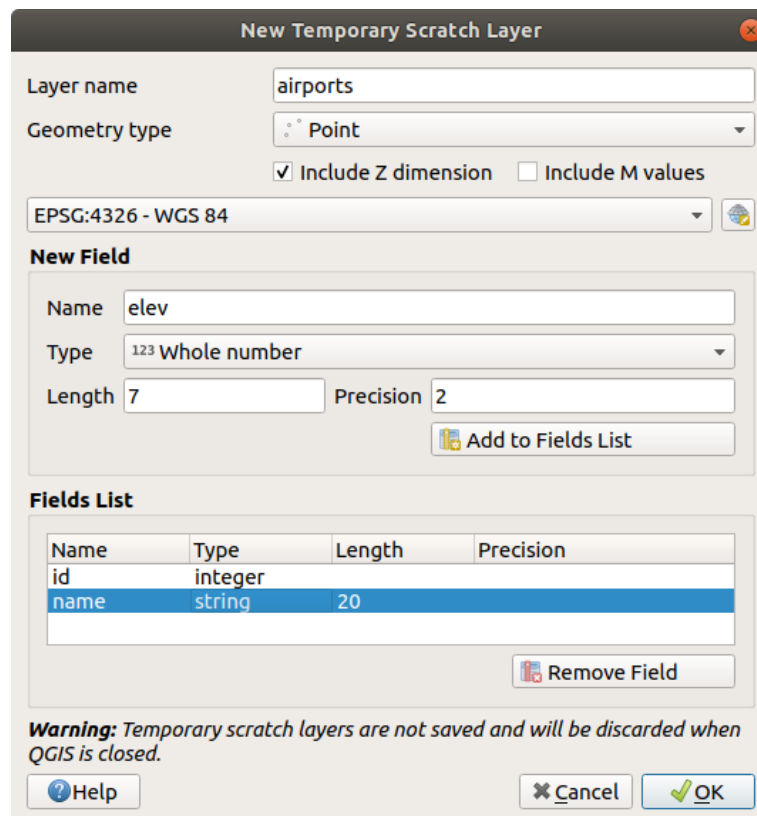 New Temporary Scratch Layer
Layer name airports
Geometry type Point
Include Z dimension Include M values
EPSG:4326 - WGS 84
New Field
Name elev
Type 123 Whole number
Length 7 Precision 2
Add to Fields List
Fields List
Name Type Length Precision
id integer
name string 20
Remove Field
Warning: Temporary scratch layers are not saved and will be discarded when
QGIS is closed.
Help Cancel OK